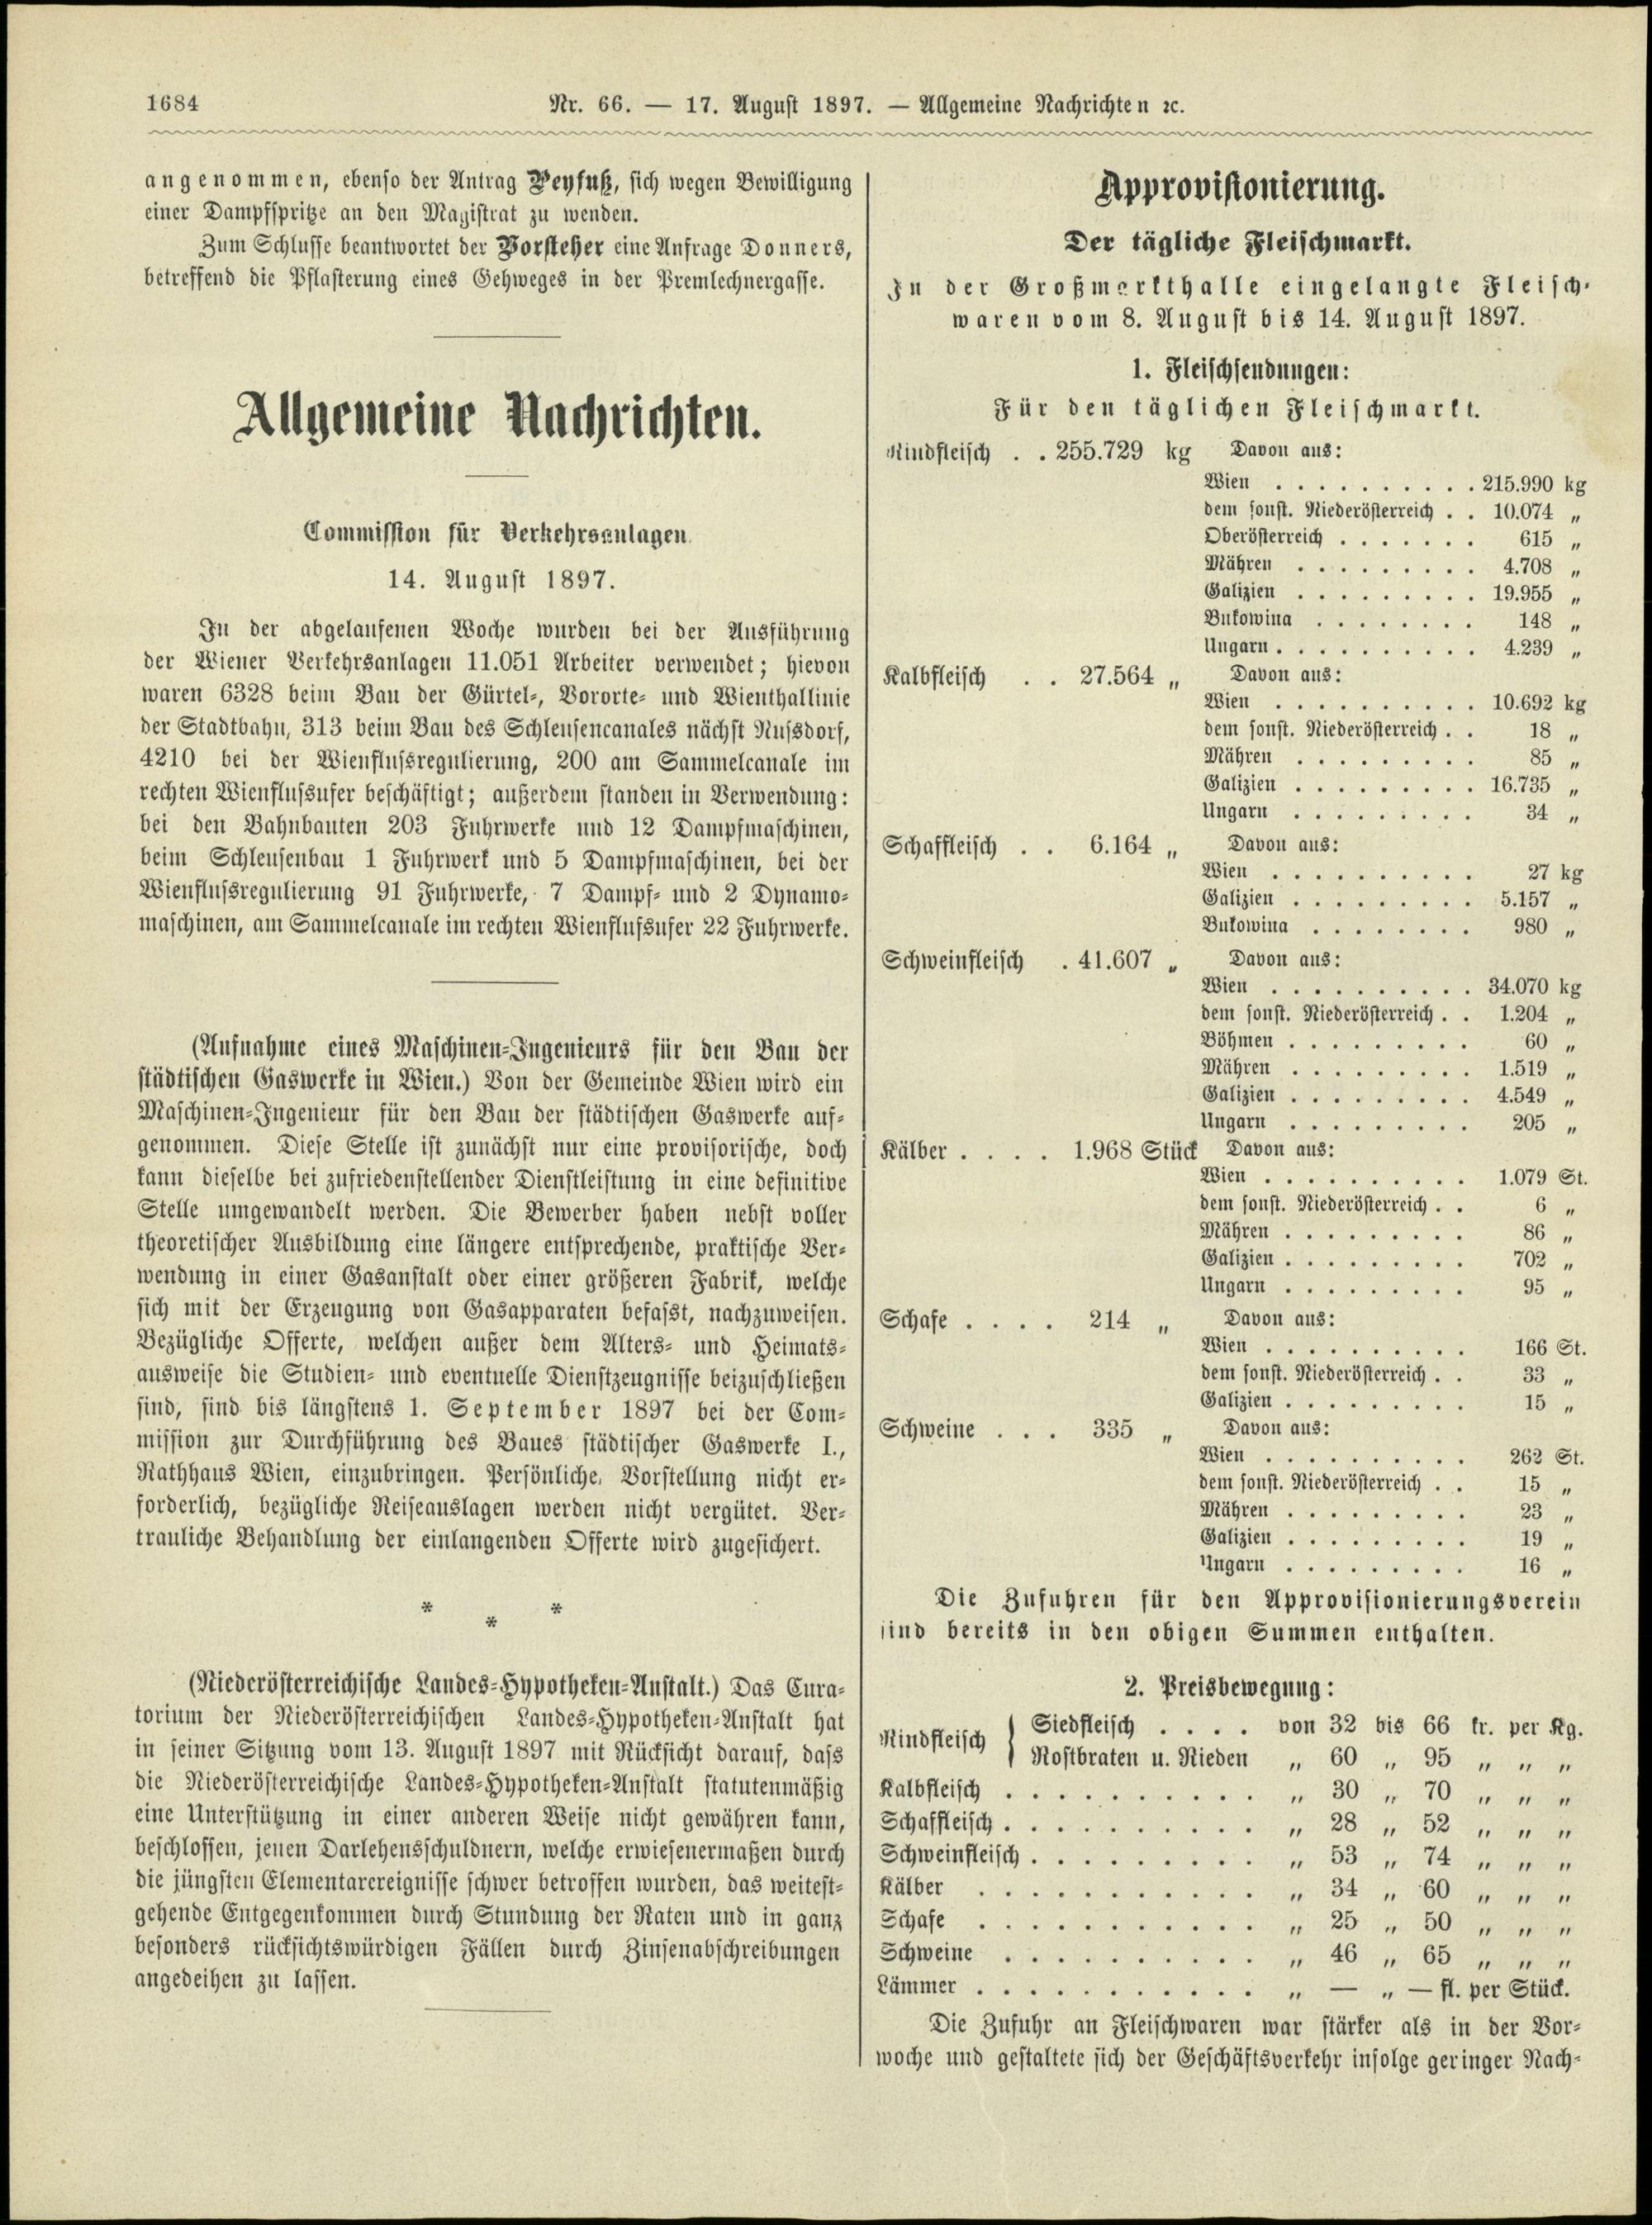 1684
Nr. 66. — 17. August 1897. — Allgemeine Nachrichten ꝛc.
angenommen, ebenso der Antrag Peyfuß, sich wegen Bewilligung
einer Dampfspritze an den Magistrat zu wenden.
Zum Schlusse beantwortet der Vorsteher eine Anfrage Donners,
betreffend die Pflasterung eines Gehweges in der Premlechnergasse.
Allgemeine Nachrichten.
Commission für Verkehrsanlagen.
14. August 1897.
In der abgelaufenen Woche wurden bei der Ausführung
der Wiener Verkehrsanlagen 11.051 Arbeiter verwendet; hievon
waren 6328 beim Bau der Gürtel-, Vororte- und Wienthallinie
der Stadtbahn, 313 beim Bau des Schleusencanales nächst Nussdorf,
4210 bei der Wienflussregulierung, 200 am Sammelcanale im
rechten Wienflussufer beschäftigt; außerdem standen in Verwendung:
bei den Bahnbauten 203 Fuhrwerke und 12 Dampfmaschinen,
beim Schleusenbau 1 Fuhrwerk und 5 Dampfmaschinen, bei der
Wienflussregulierung 91 Fuhrwerke, 7 Dampf- und 2 Dynamo-
maschinen, am Sammelcanale im rechten Wienflussufer 22 Fuhrwerke.
(Aufnahme eines Maschinen-Ingenieurs für den Bau der
städtischen Gaswerke in Wien.) Von der Gemeinde Wien wird ein
Maschinen-Ingenieur für den Bau der städtischen Gaswerke auf-
genommen. Diese Stelle ist zunächst nur eine provisorische, doch
kann dieselbe bei zufriedenstellender Dienstleistung in eine definitive
Stelle umgewandelt werden. Die Bewerber haben nebst voller
theoretischer Ausbildung eine längere entsprechende, praktische Ver-
wendung in einer Gasanstalt oder einer größeren Fabrik, welche
sich mit der Erzeugung von Gasapparaten befasst, nachzuweisen.
Bezügliche Offerte, welchen außer dem Alters- und Heimats-
ausweise die Studien- und eventuelle Dienstzeugnisse beizuschließen
sind, sind bis längstens 1. September 1897 bei der Com-
mission zur Durchführung des Baues städtischer Gaswerke I.,
Rathhaus Wien, einzubringen. Persönliche Vorstellung nicht er-
forderlich, bezügliche Reiseauslagen werden nicht vergütet. Ver-
trauliche Behandlung der einlangenden Offerte wird zugesichert.
* * *
(Niederösterreichische Landes-Hypotheken-Anstalt.) Das Cura-
torium der Niederösterreichischen Landes-Hypotheken-Anstalt hat
in seiner Sitzung vom 13. August 1897 mit Rücksicht darauf, dass
die Niederösterreichische Landes-Hypotheken-Anstalt statutenmäßig
eine Unterstützung in einer anderen Weise nicht gewähren kann,
beschlossen, jenen Darlehensschuldnern, welche erwiesenermaßen durch
die jüngsten Elementarereignisse schwer betroffen wurden, das weitest-
gehende Entgegenkommen durch Stundung der Raten und in ganz
besonders rücksichtswürdigen Fällen durch Zinsenabschreibungen
angedeihen zu lassen.
Approvisionierung.
Der tägliche Fleischmarkt.
In der Großmarkthalle eingelangte Fleisch-
waren vom 8. August bis 14. August 1897.
1. Fleischsendungen:
Für den täglichen Fleischmarkt.
Rindfleisch . . 255.729 kg Davon aus:
Wien . . . . . . . . . . 215.990 kg
dem sonst. Niederösterreich . . 10.074 „
Oberösterreich . . . . . . . 615 „
Mähren . . . . . . . . . 4.708 „
Galizien . . . . . . . . . 19.955 „
Bukowina . . . . . . . . 148 „
Ungarn . . . . . . . . . . 4.239 „
Kalbfleisch . . 27.564 „ Davon aus:
Wien . . . . . . . . . . 10.692 kg
dem sonst. Niederösterreich . . 18 „
Mähren . . . . . . . . . 85 „
Galizien . . . . . . . . . 16.735 „
Ungarn . . . . . . . . . 34 „
Schaffleisch . . 6.164 „ Davon aus:
Wien . . . . . . . . . . 27 kg
Galizien . . . . . . . . . 5.157 „
Bukowina . . . . . . . . 980 „
Schweinfleisch . 41.607 „ Davon aus:
Wien . . . . . . . . . . 34.070 kg
dem sonst. Niederösterreich . . 1.204 „
Böhmen . . . . . . . . . 60 „
Mähren . . . . . . . . . 1.519 „
Galizien . . . . . . . . . 4.549 „
Ungarn . . . . . . . . . 205 „
Kälber . . . . 1.968 Stück Davon aus:
Wien . . . . . . . . . . 1.079 St.
dem sonst. Niederösterreich . . 6 „
Mähren . . . . . . . . . 86 „
Galizien . . . . . . . . . 702 „
Ungarn . . . . . . . . . 95 „
Schafe . . . . 214 „ Davon aus:
Wien . . . . . . . . . . 166 St.
dem sonst. Niederösterreich . . 33 „
Galizien . . . . . . . . . 15 „
Schweine . . . 335 „ Davon aus:
Wien . . . . . . . . . . 262 St.
dem sonst. Niederösterreich . . 15 „
Mähren . . . . . . . . . 23 „
Galizien . . . . . . . . . 19 „
Ungarn . . . . . . . . . 16 „
Die Zufuhren für den Approvisionierungsverein
sind bereits in den obigen Summen enthalten.
2. Preisbewegung:
Rindfleisch { Siedfleisch . . . . von 32 bis 66 kr. per Kg.
Rostbraten u. Rieden „ 60 „ 95 „ „ „
Kalbfleisch . . . . . . . . . . „ 30 „ 70 „ „ „
Schaffleisch . . . . . . . . . . „ 28 „ 52 „ „ „
Schweinfleisch . . . . . . . . . „ 53 „ 74 „ „ „
Kälber . . . . . . . . . . . „ 34 „ 60 „ „ „
Schafe . . . . . . . . . . . „ 25 „ 50 „ „ „
Schweine . . . . . . . . . . „ 46 „ 65 „ „ „
Lämmer . . . . . . . . . . . „ — „ — fl. per Stück.
Die Zufuhr an Fleischwaren war stärker als in der Vor-
woche und gestaltete sich der Geschäftsverkehr infolge geringer Nach-